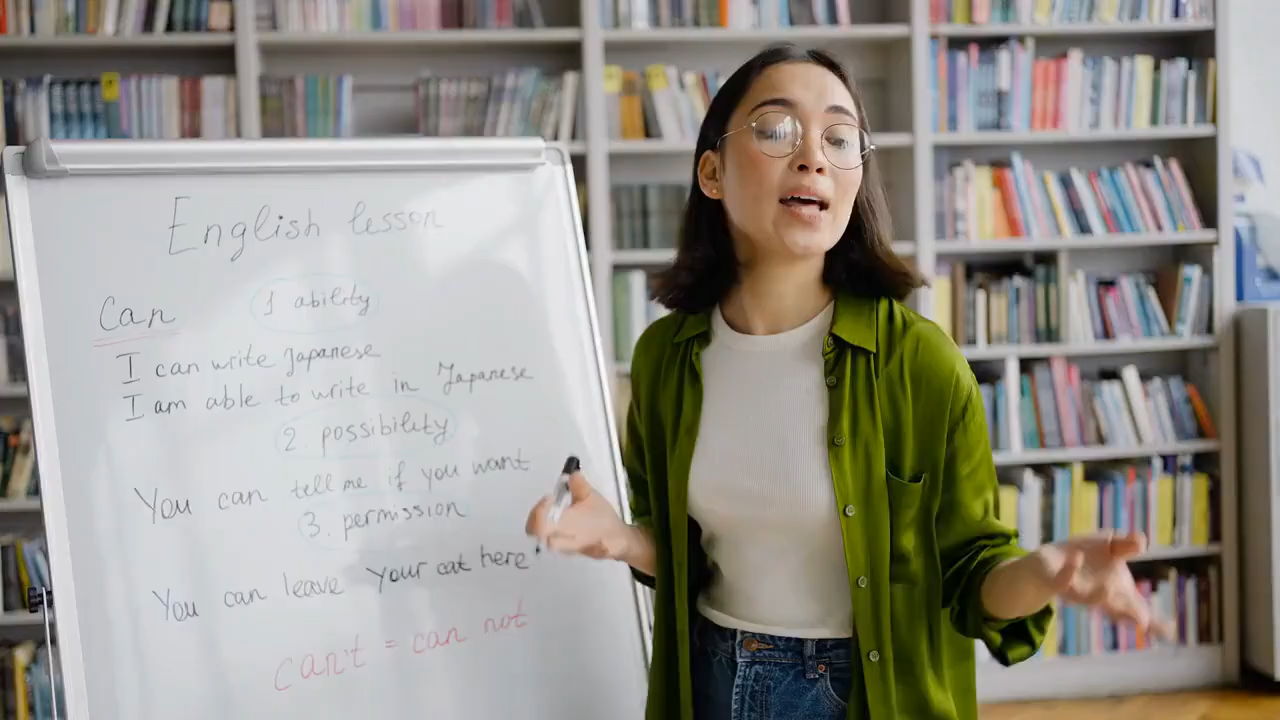 English lesson
Can
1 ability
I can write Japanese
I am able to write in Japanese
2. possibility
You can tell me if you want
3. permission
You can leave your cat here
can't = can not